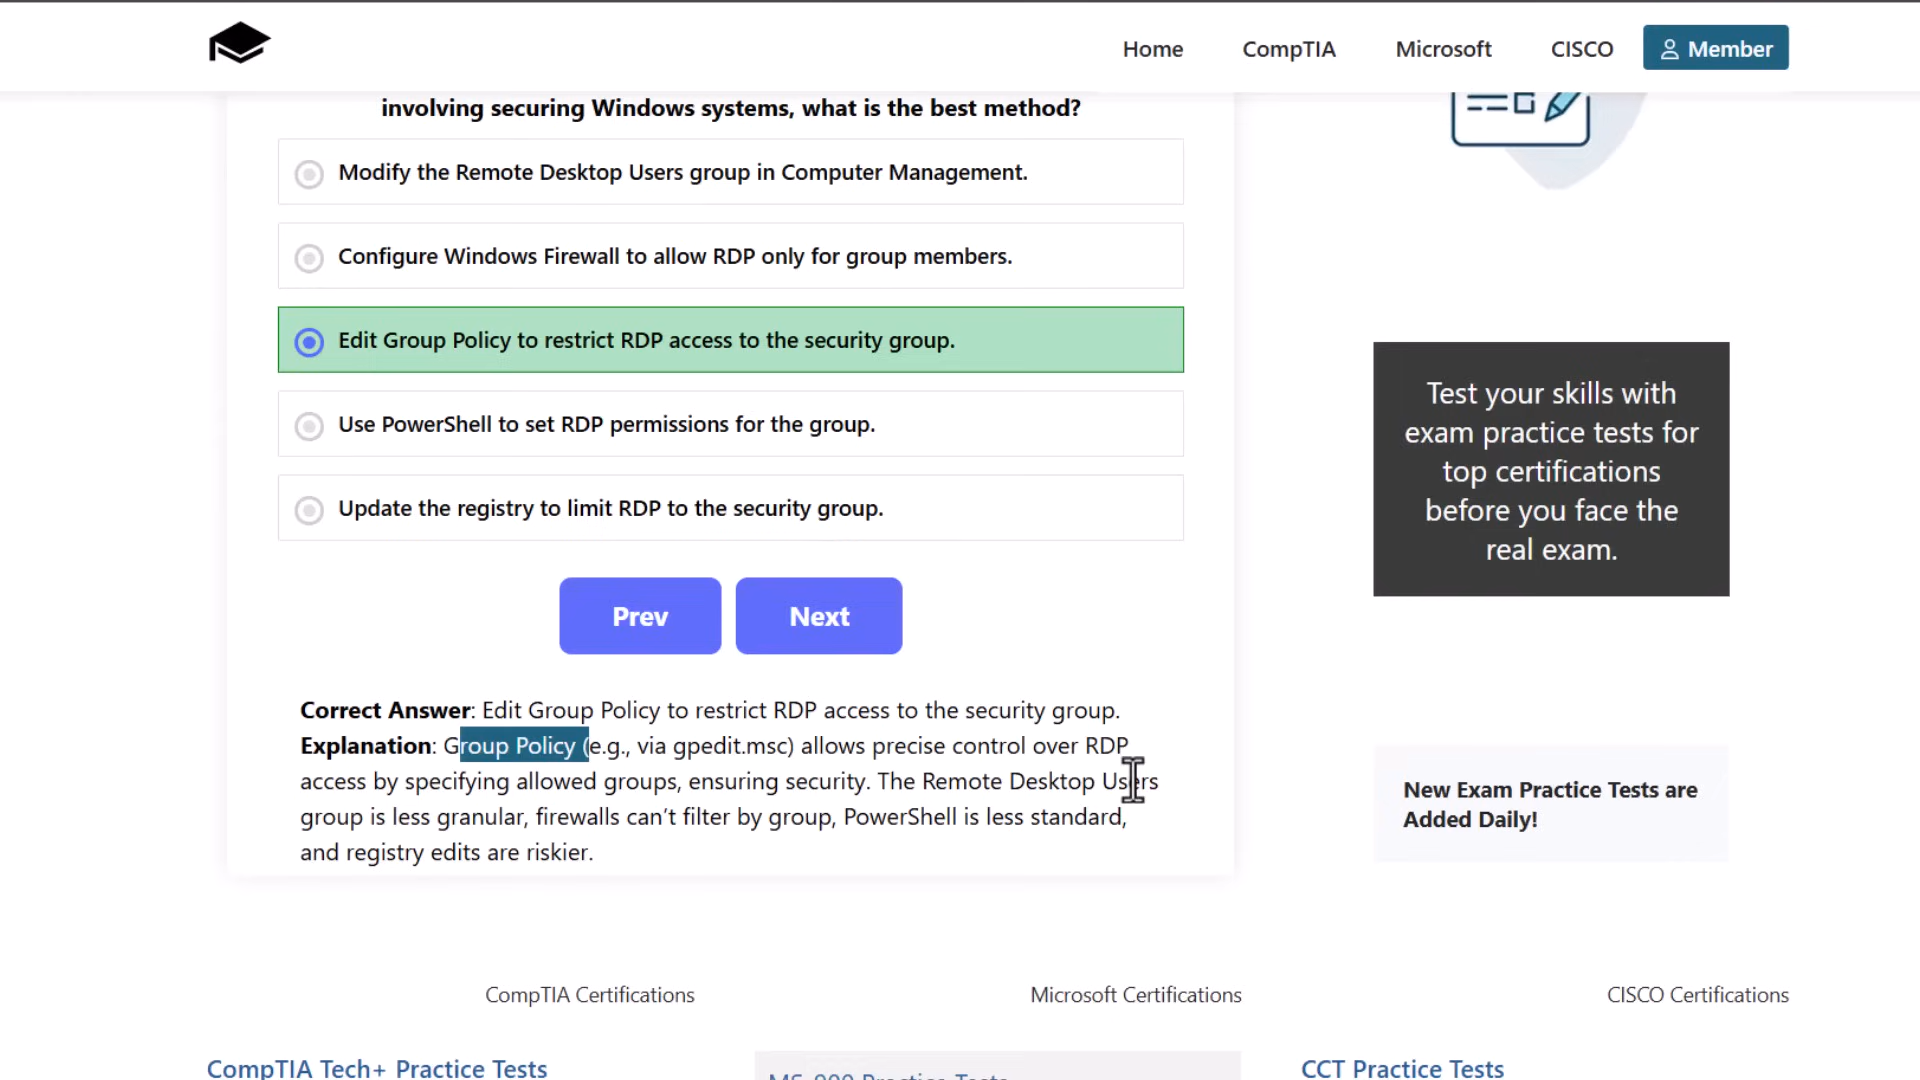 Home
CompTIA
Microsoft
CISCO
Member
involving securing Windows systems, what is the best method?
Modify the Remote Desktop Users group in Computer Management.
Configure Windows Firewall to allow RDP only for group members.
Edit Group Policy to restrict RDP access to the security group.
Use PowerShell to set RDP permissions for the group.
Update the registry to limit RDP to the security group.
Prev
Next
Correct Answer: Edit Group Policy to restrict RDP access to the security group.
Explanation: Group Policy (e.g., via gpedit.msc) allows precise control over RDP
access by specifying allowed groups, ensuring security. The Remote Desktop Users
group is less granular, firewalls can’t filter by group, PowerShell is less standard,
and registry edits are riskier.
Test your skills with
exam practice tests for
top certifications
before you face the
real exam.
New Exam Practice Tests are
Added Daily!
CompTIA Certifications
Microsoft Certifications
CISCO Certifications
CompTIA Tech+ Practice Tests
MS-900 Practice Tests
CCT Practice Tests